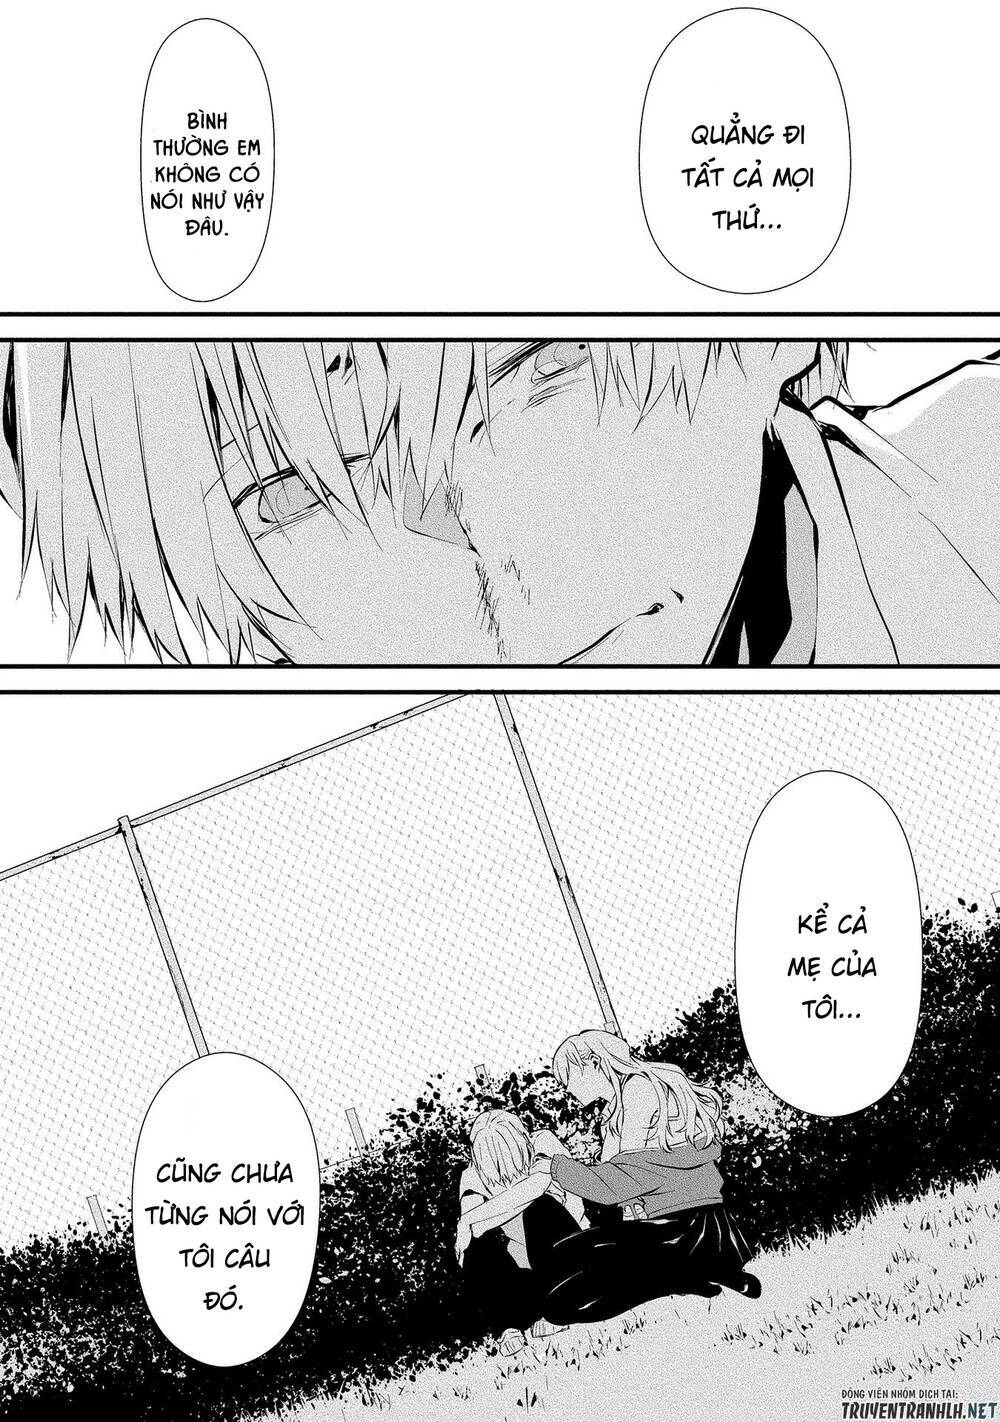 QUẲNG ĐI
TẤT CẢ MỌI
THỨ...
BÌNH
THƯỜNG EM
KHÔNG CÓ
NÓI NHƯ VẬY
ĐÂU.
KỂ CẢ
MẸ CỦA
TÔI...
CŨNG CHƯA
TỪNG NÓI VỚI
TÔI CÂU
ĐÓ.
ĐỘNG VIÊN NHÓM DỊCH TẠI:
TRUYENTRANHLH.NET